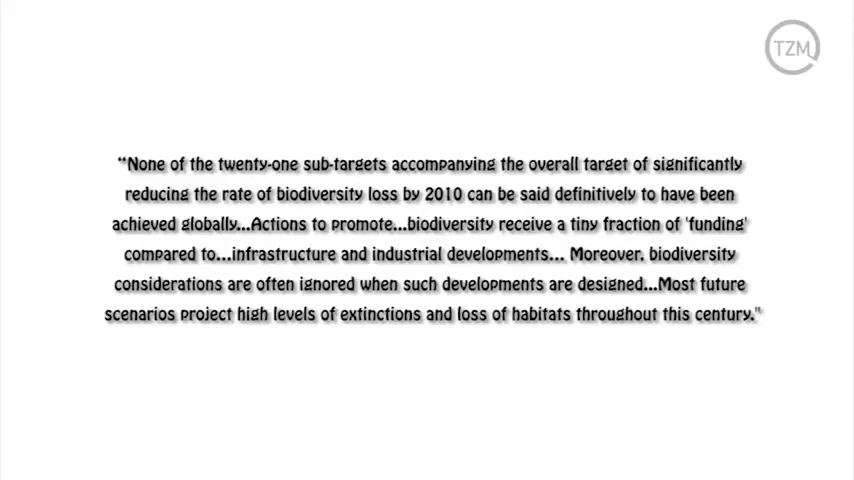 TZM
"None of the twenty-one sub-targets accompanying the overall target of significantly
reducing the rate of biodiversity loss by 2010 can be said definitively to have been
achieved globally...Actions to promote...biodiversity receive a tiny fraction of 'funding'
compared to...infrastructure and industrial developments... Moreover, biodiversity
considerations are often ignored when such developments are designed...Most future
scenarios project high levels of extinctions and loss of habitats throughout this century."